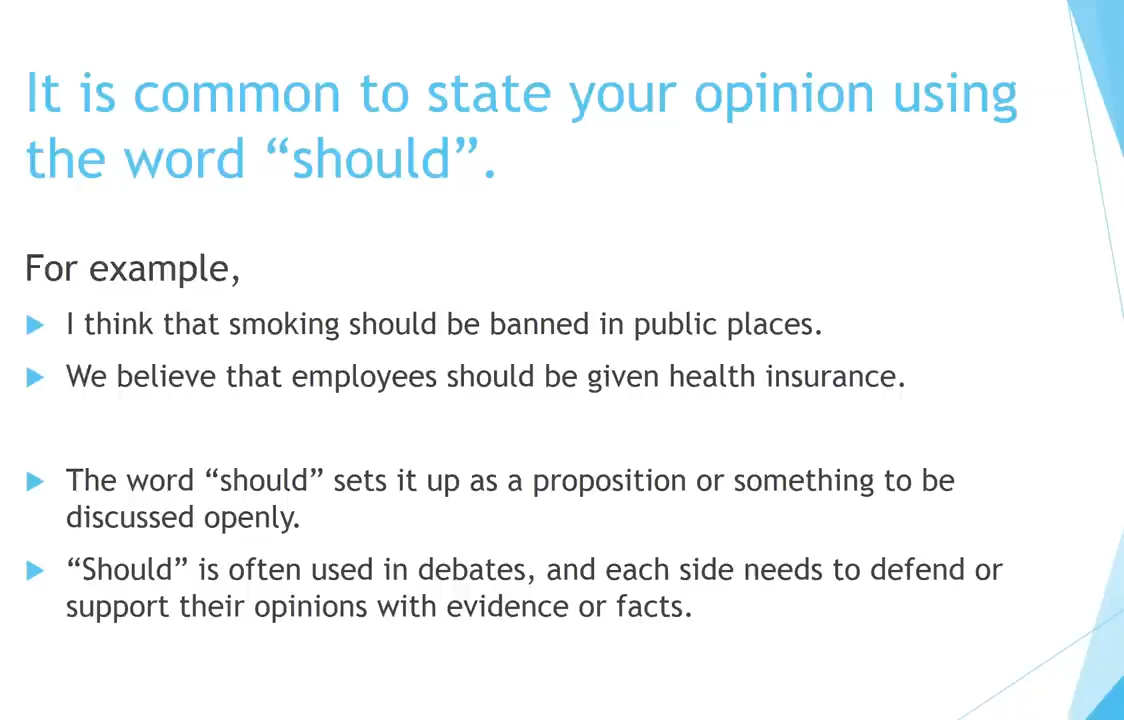 It is common to state your opinion using
the word “should”.
For example,
I think that smoking should be banned in public places.
We believe that employees should be given health insurance.
The word “should” sets it up as a proposition or something to be
discussed openly.
“Should” is often used in debates, and each side needs to defend or
support their opinions with evidence or facts.